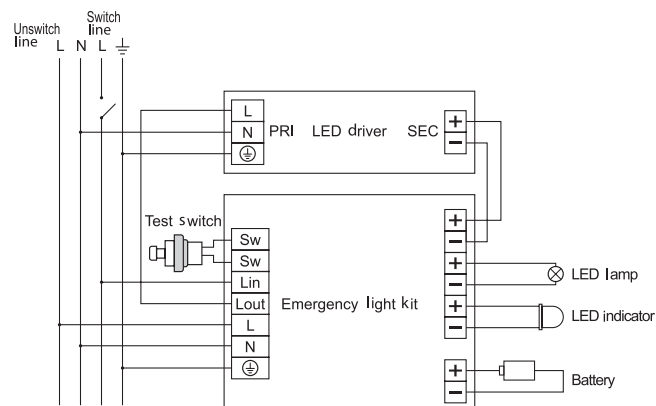 Unswitch line
Switch line
L N L ⏚
L
N
PRI LED driver SEC
+
−
Test switch
Sw
Sw
Lin
Lout
L
N
Emergency light kit
+
−
+
−
LED lamp
+
−
LED indicator
+
−
Battery